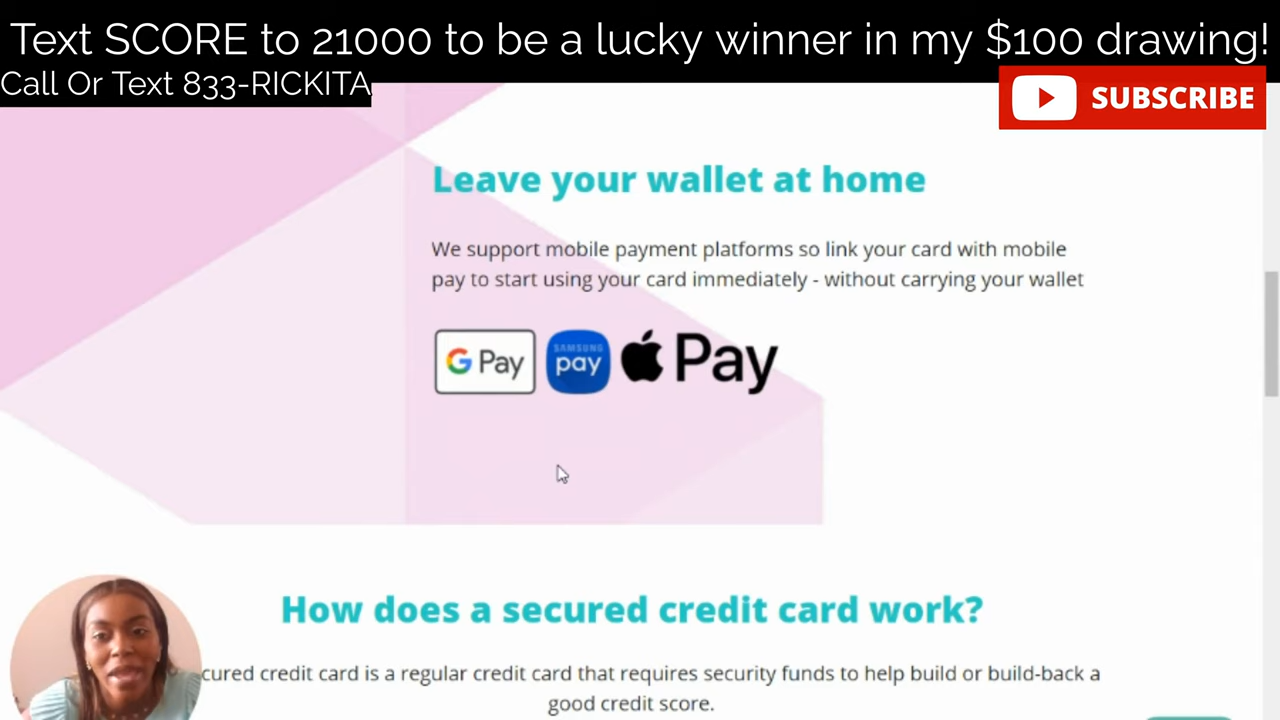 Text SCORE to 21000 to be a lucky winner in my $100 drawing!
Call Or Text 833-RICKITA
SUBSCRIBE
Leave your wallet at home
We support mobile payment platforms so link your card with mobile
pay to start using your card immediately - without carrying your wallet
G Pay
SAMSUNG
pay
Pay
How does a secured credit card work?
cured credit card is a regular credit card that requires security funds to help build or build-back a
good credit score.